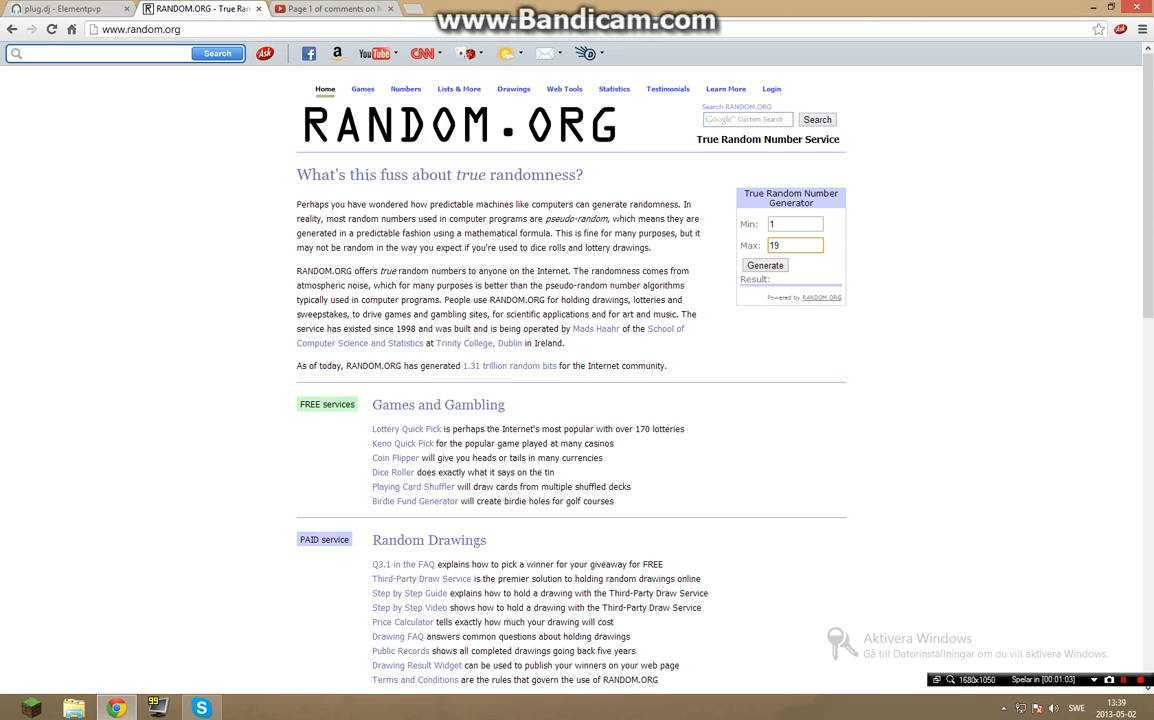 plug.dj - Elementpvp
RANDOM.ORG - True Ran
Page 1 of comments on M
www.Bandicam.com
www.random.org
Search
Ask
YouTube
CNN
Home Games Numbers Lists & More Drawings Web Tools Statistics Testimonials Learn More Login
RANDOM.ORG
Search RANDOM.ORG
Google™ Custom Search
Search
True Random Number Service
What's this fuss about true randomness?
Perhaps you have wondered how predictable machines like computers can generate randomness. In
reality, most random numbers used in computer programs are pseudo-random, which means they are
generated in a predictable fashion using a mathematical formula. This is fine for many purposes, but it
may not be random in the way you expect if you're used to dice rolls and lottery drawings.
RANDOM.ORG offers true random numbers to anyone on the Internet. The randomness comes from
atmospheric noise, which for many purposes is better than the pseudo-random number algorithms
typically used in computer programs. People use RANDOM.ORG for holding drawings, lotteries and
sweepstakes, to drive games and gambling sites, for scientific applications and for art and music. The
service has existed since 1998 and was built and is being operated by Mads Haahr of the School of
Computer Science and Statistics at Trinity College, Dublin in Ireland.
As of today, RANDOM.ORG has generated 1.31 trillion random bits for the Internet community.
True Random Number
Generator
Min: 1
Max: 19
Generate
Result:
Powered by RANDOM.ORG
FREE services
Games and Gambling
Lottery Quick Pick is perhaps the Internet's most popular with over 170 lotteries
Keno Quick Pick for the popular game played at many casinos
Coin Flipper will give you heads or tails in many currencies
Dice Roller does exactly what it says on the tin
Playing Card Shuffler will draw cards from multiple shuffled decks
Birdie Fund Generator will create birdie holes for golf courses
PAID service
Random Drawings
Q3.1 in the FAQ explains how to pick a winner for your giveaway for FREE
Third-Party Draw Service is the premier solution to holding random drawings online
Step by Step Guide explains how to hold a drawing with the Third-Party Draw Service
Step by Step Video shows how to hold a drawing with the Third-Party Draw Service
Price Calculator tells exactly how much your drawing will cost
Drawing FAQ answers common questions about holding drawings
Public Records shows all completed drawings going back five years
Drawing Result Widget can be used to publish your winners on your web page
Terms and Conditions are the rules that govern the use of RANDOM.ORG
Aktivera Windows
Gå till Datorinställningar om du vill aktivera Windows.
1680x1050
Spelar in [00:01:03]
99
SWE
13:39
2013-05-02